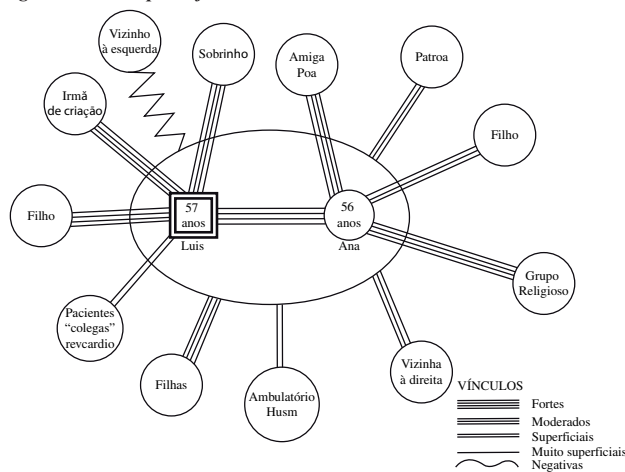 Vizinho
à esquerda
Sobrinho
Amiga
Poa
Patroa
Irmã
de criação
Filho
Filho
57
anos
Luis
56
anos
Ana
Grupo
Religioso
Pacientes
“colegas”
revcardio
Filhas
Ambulatório
Husm
Vizinha
à direita
VÍNCULOS
Fortes
Moderados
Superficiais
Muito superficiais
Negativas